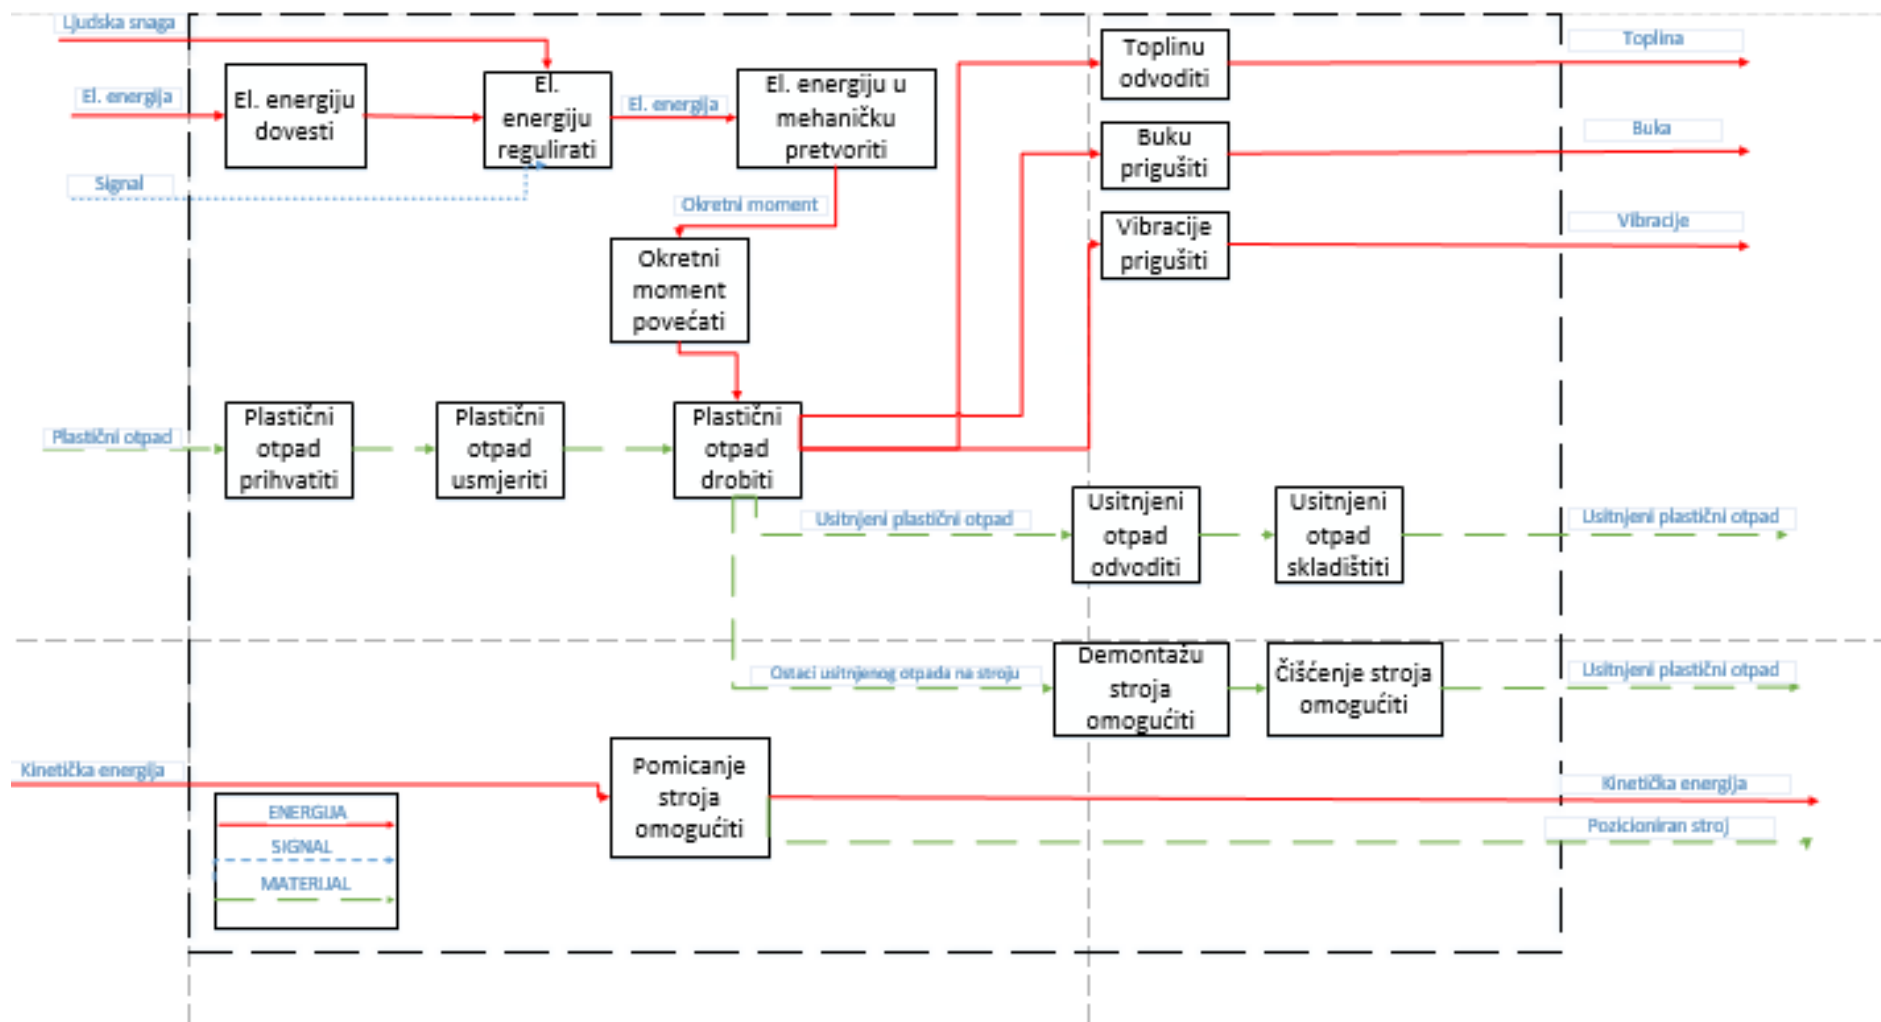 Ljudska snaga
El. energija
Signal
El. energiju
dovesti
El.
energiju
regulirati
El. energija
El. energiju u
mehaničku
pretvoriti
Okretni moment
Okretni
moment
povećati
Toplinu
odvoditi
Toplina
Buku
prigušiti
Buka
Vibracije
prigušiti
Vibracije
Plastični otpad
Plastični
otpad
prihvatiti
Plastični
otpad
usmjeriti
Plastični
otpad
drobiti
Usitnjeni plastični otpad
Usitnjeni
otpad
odvoditi
Usitnjeni
otpad
skladištiti
Usitnjeni plastični otpad
Ostaci usitnjenog otpada na stroju
Demontažu
stroja
omogućiti
Čišćenje stroja
omogućiti
Usitnjeni plastični otpad
Kinetička energija
Pomicanje
stroja
omogućiti
Kinetička energija
Pozicioniran stroj
ENERGIJA
SIGNAL
MATERIJAL